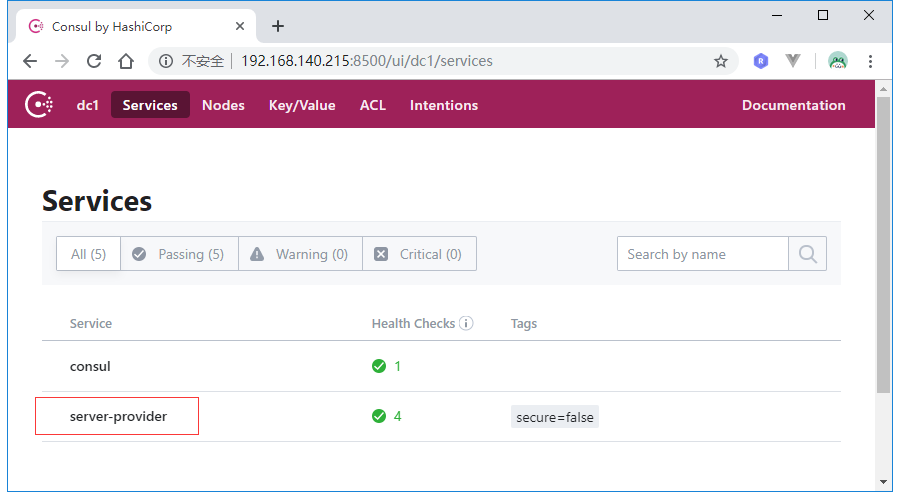 Consul by HashiCorp
不安全 192.168.140.215:8500/ui/dc1/services
dc1 Services Nodes Key/Value ACL Intentions Documentation
Services
All (5) Passing (5) Warning (0) Critical (0) Search by name
Service Health Checks Tags
consul 1
server-provider 4 secure=false